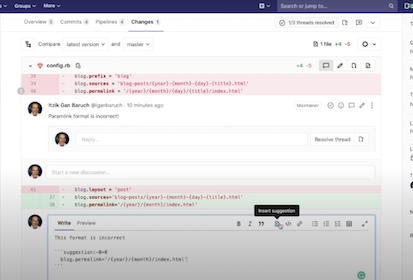 Groups
More
Search or jump to...
Overview 3
Commits 4
Pipelines 4
Changes 1
1/3 threads resolved
Compare
latest version
and
master
1 file +4 -5
config.rb
+4 -5
39 - blog.prefix = 'blog'
blog.sources = 'blog-posts/{year}-{month}-{day}-{title}.html'
40 - blog.permalink = '/{year}/{month}/{day}/{title}/index.html'
Itzik Gan Baruch @iganbaruch · 10 minutes ago
Maintainer
Paramlink format is incorrect!
Reply...
Resolve thread
Start a new discussion...
41 - blog.layout = "post"
37 - blog.sources='blog-posts/{year}-{month}-{day}-{title}.html'
38 - blog.permalink='/{year}/{month}/index.html'
Insert suggestion
Write
Preview
This format is incorrect
```suggestion:-0+0
blog.permalink='/{year}/{month}/{day}/index.html'
```